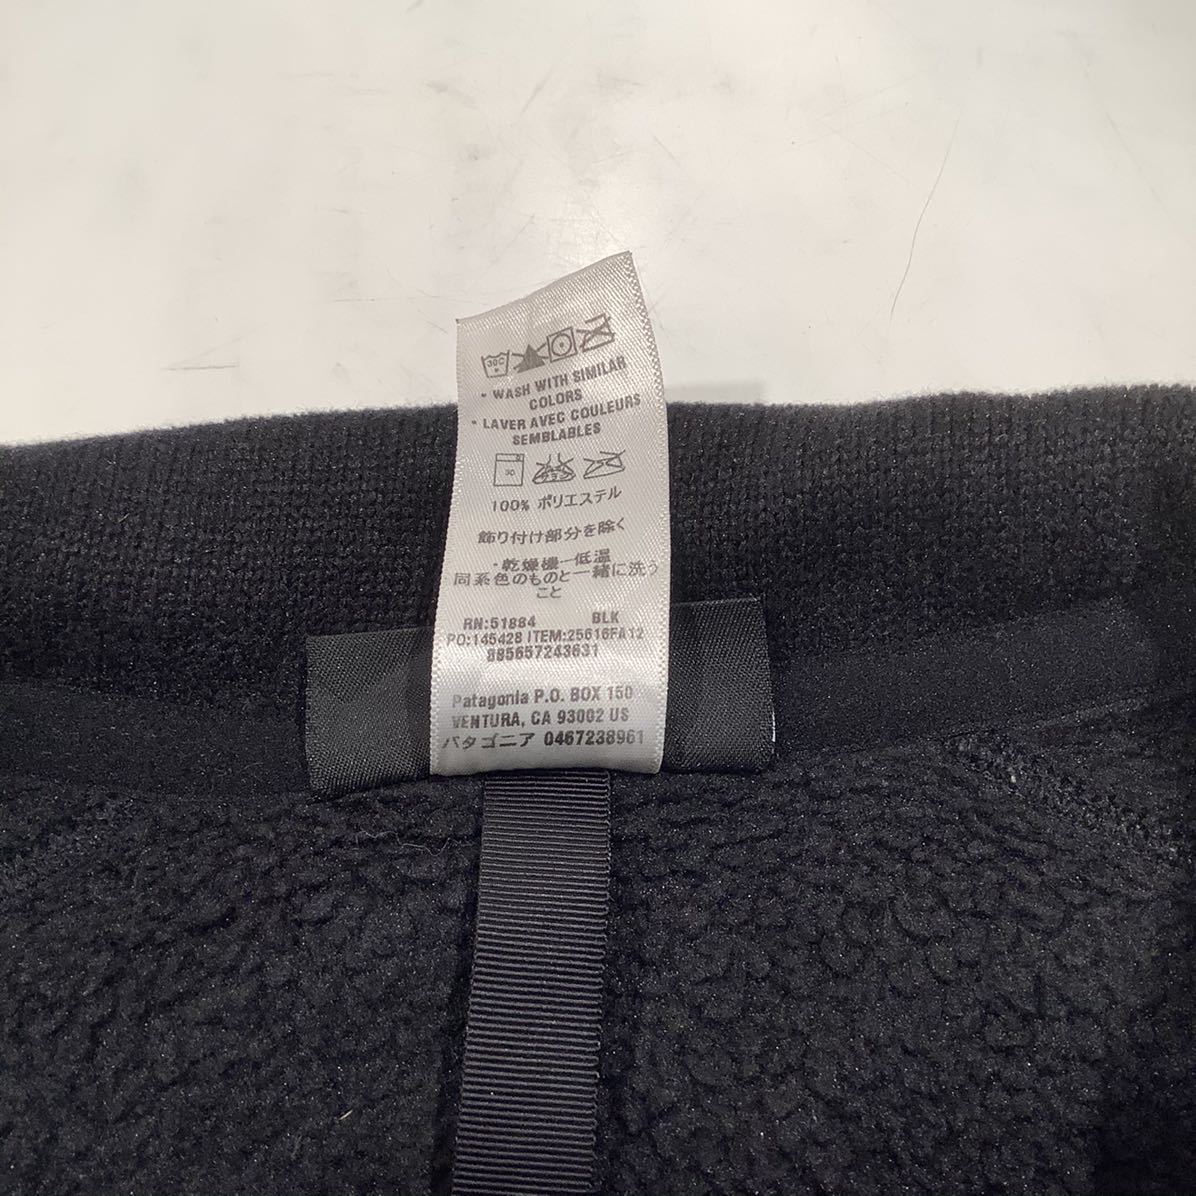 30C
• WASH WITH SIMILAR
COLORS
• LAVER AVEC COULEURS
SEMBLABLES
30
100% ポリエステル
飾り付け部分を除く
・乾燥機－低温
同系色のものと一緒に洗う
こと
RN:51884 BLK
PO:145428 ITEM:25616FA12
885657243631
Patagonia P.O. BOX 150
VENTURA, CA 93002 US
パタゴニア 0467238961